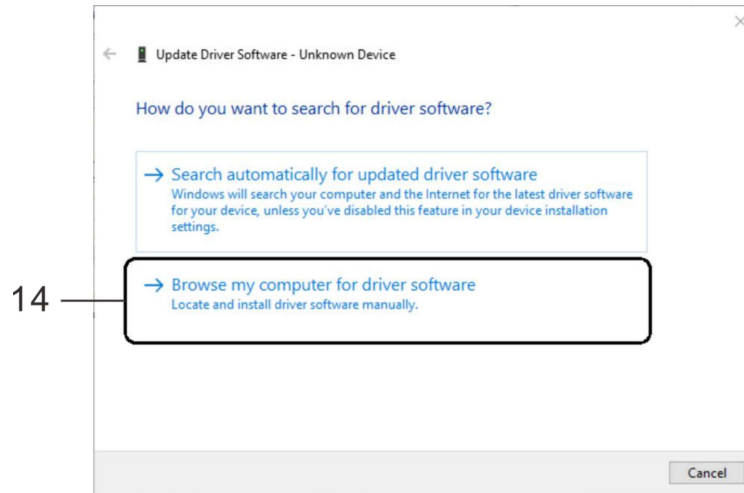 Update Driver Software - Unknown Device
How do you want to search for driver software?
Search automatically for updated driver software
Windows will search your computer and the Internet for the latest driver software
for your device, unless you've disabled this feature in your device installation
settings.
14
Browse my computer for driver software
Locate and install driver software manually.
Cancel